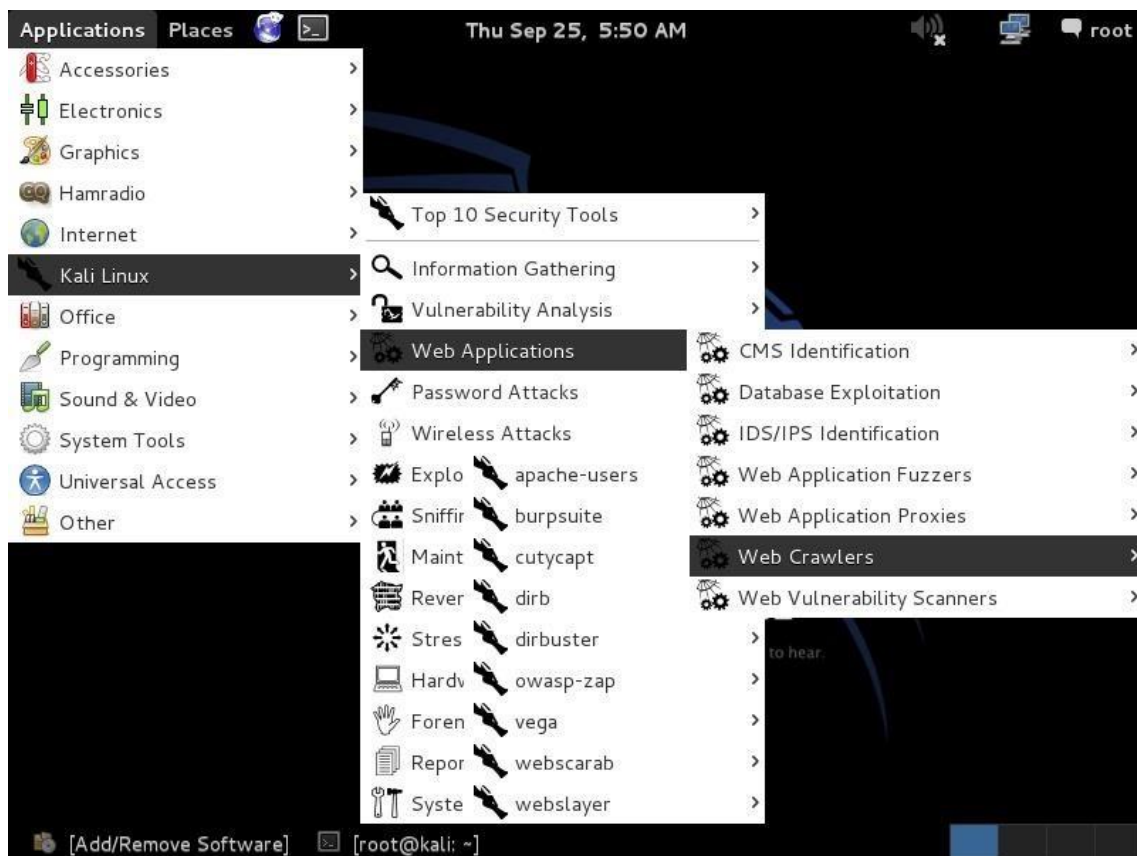 Applications Places Thu Sep 25, 5:50 AM root
Accessories
Electronics
Graphics
Hamradio
Internet
Kali Linux
Office
Programming
Sound & Video
System Tools
Universal Access
Other
Top 10 Security Tools
Information Gathering
Vulnerability Analysis
Web Applications
Password Attacks
Wireless Attacks
Explo
Sniffir
Maint
Rever
Stres
Hardv
Foren
Repor
Syste
apache-users
burpsuite
cutycapt
dirb
dirbuster
owasp-zap
vega
webscarab
webslayer
CMS Identification
Database Exploitation
IDS/IPS Identification
Web Application Fuzzers
Web Application Proxies
Web Crawlers
Web Vulnerability Scanners
to hear.
[Add/Remove Software] [root@kali: ~]